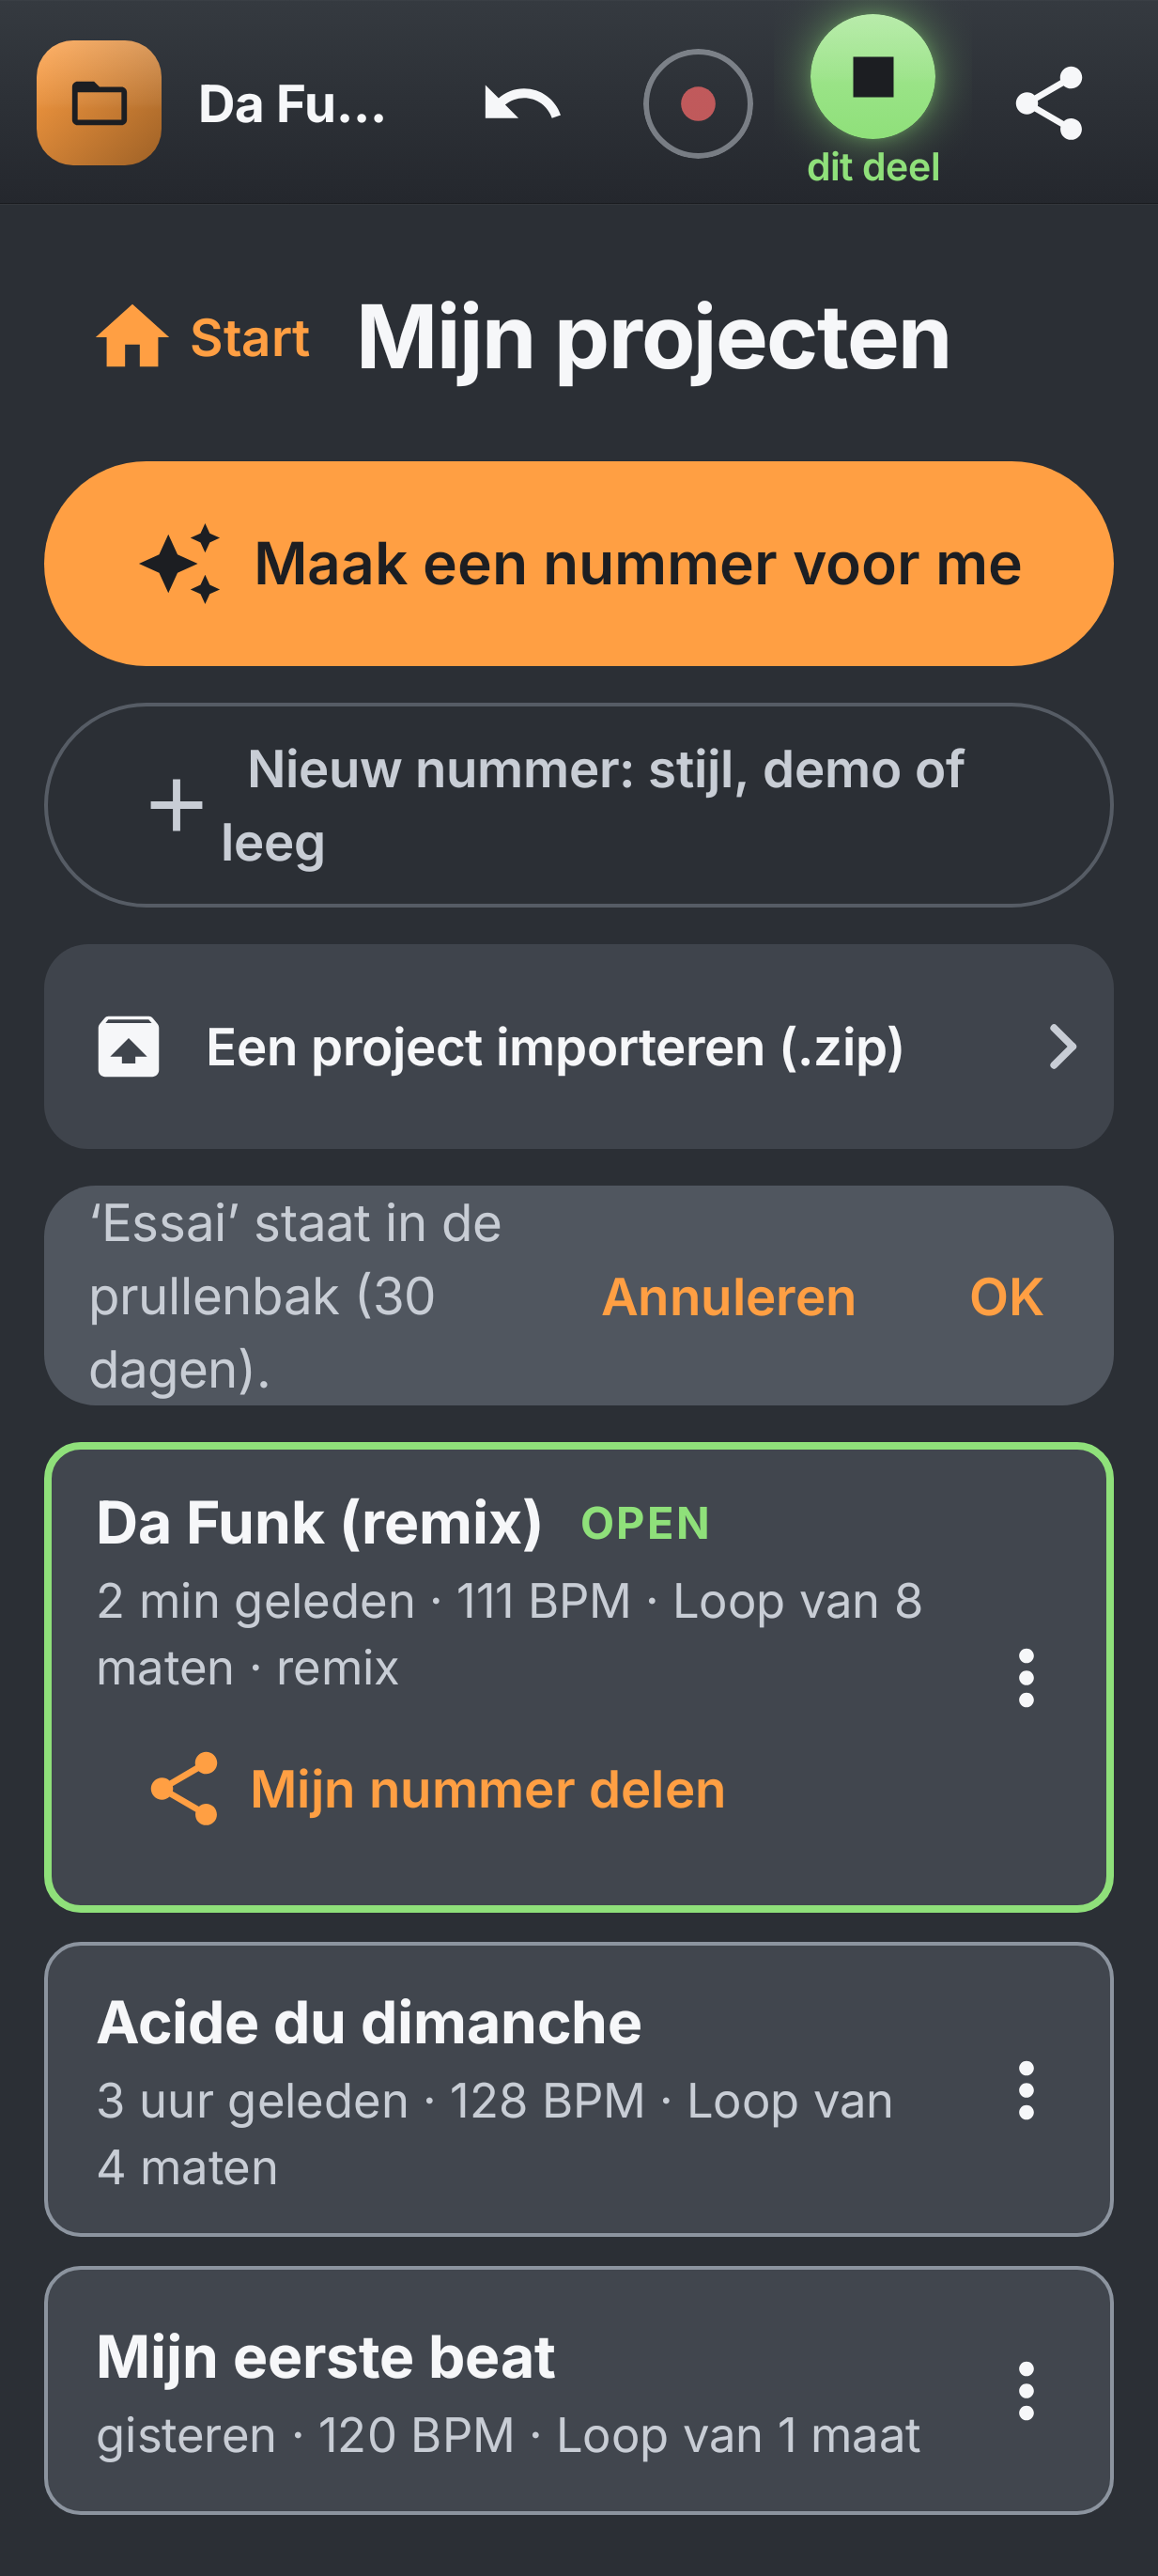 Da Fu...
dit deel
Start
Mijn projecten
Maak een nummer voor me
Nieuw nummer: stijl, demo of
leeg
Een project importeren (.zip)
‘Essai’ staat in de
prullenbak (30
dagen).
Annuleren
OK
Da Funk (remix) OPEN
2 min geleden · 111 BPM · Loop van 8
maten · remix
Mijn nummer delen
Acide du dimanche
3 uur geleden · 128 BPM · Loop van
4 maten
Mijn eerste beat
gisteren · 120 BPM · Loop van 1 maat